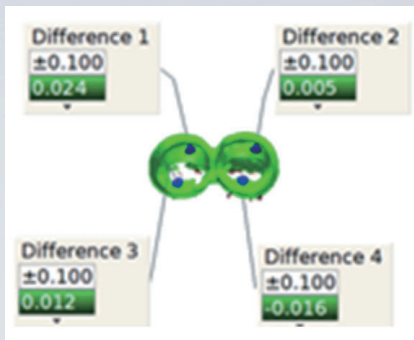 Difference 1
±0.100
0.024
Difference 2
±0.100
0.005
Difference 3
±0.100
0.012
Difference 4
±0.100
-0.016